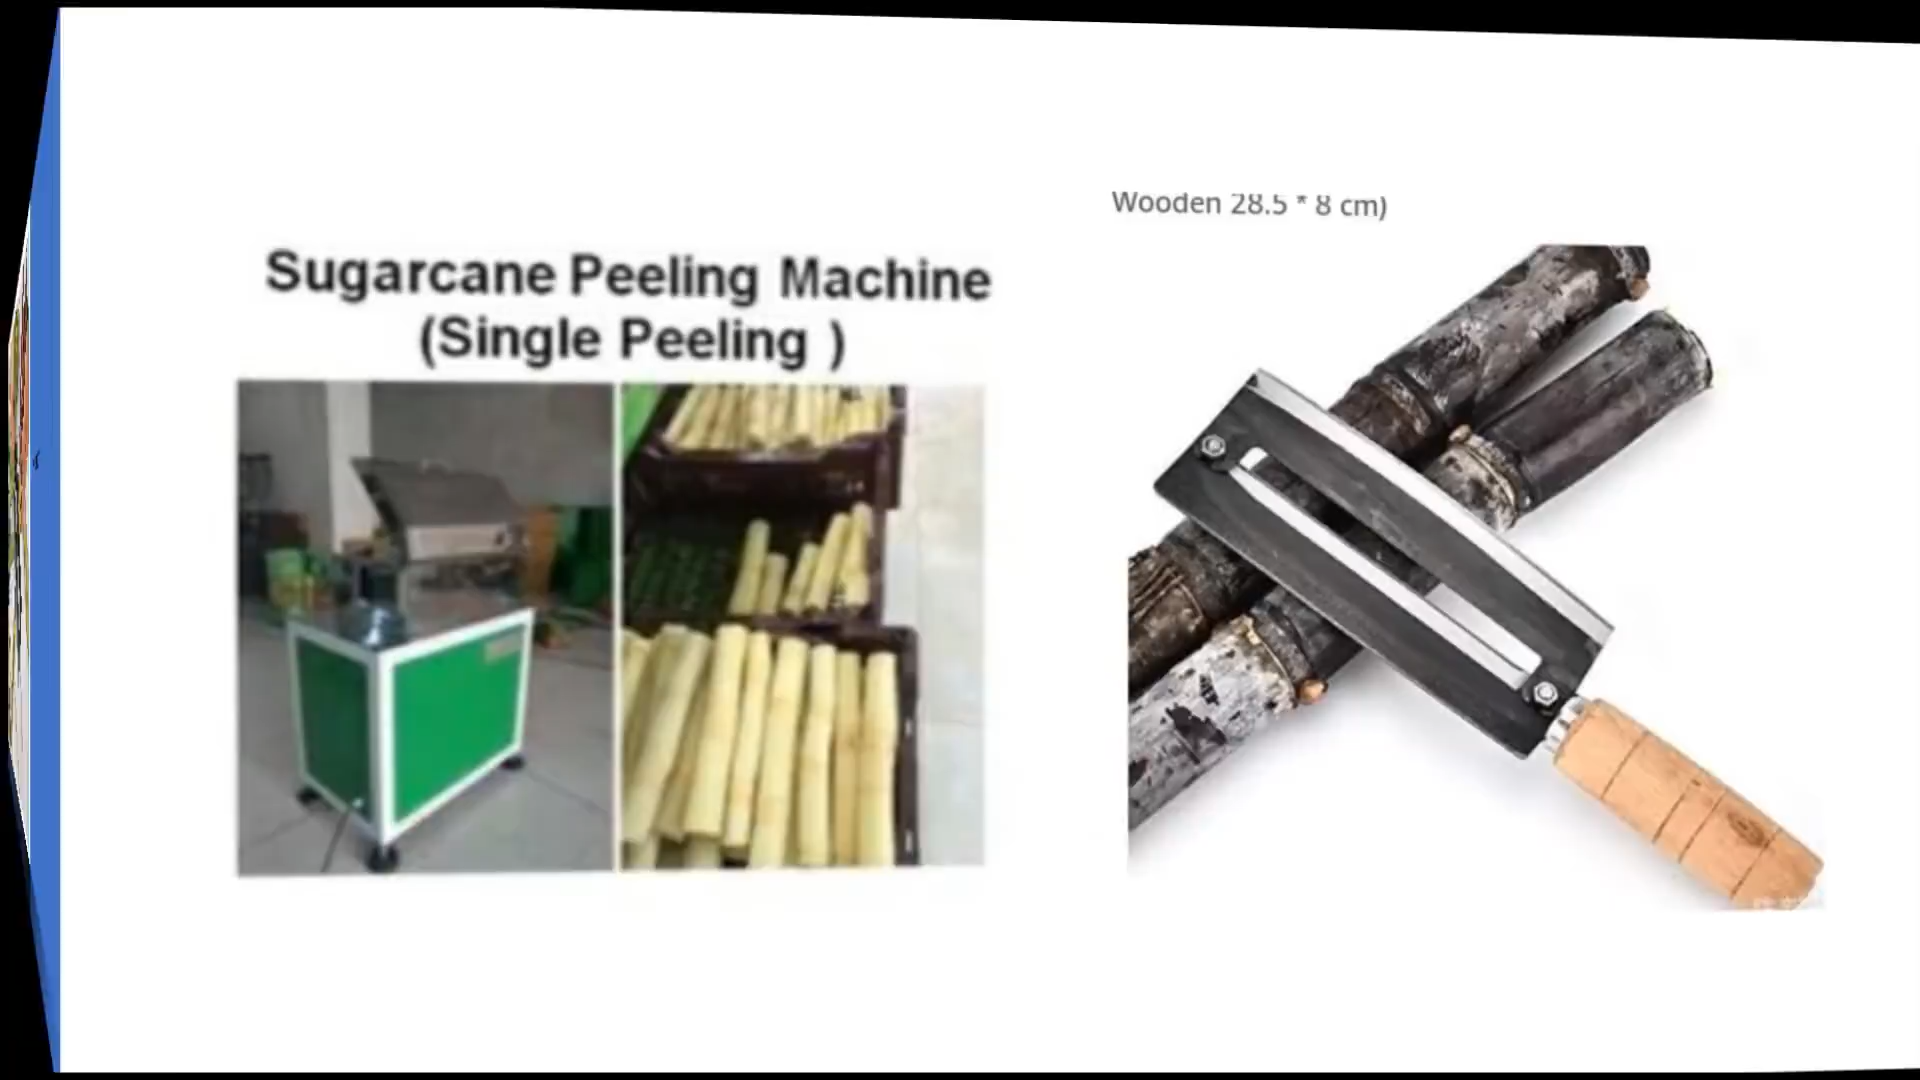 Sugarcane Peeling Machine
(Single Peeling )
Wooden 28.5 * 8 cm)